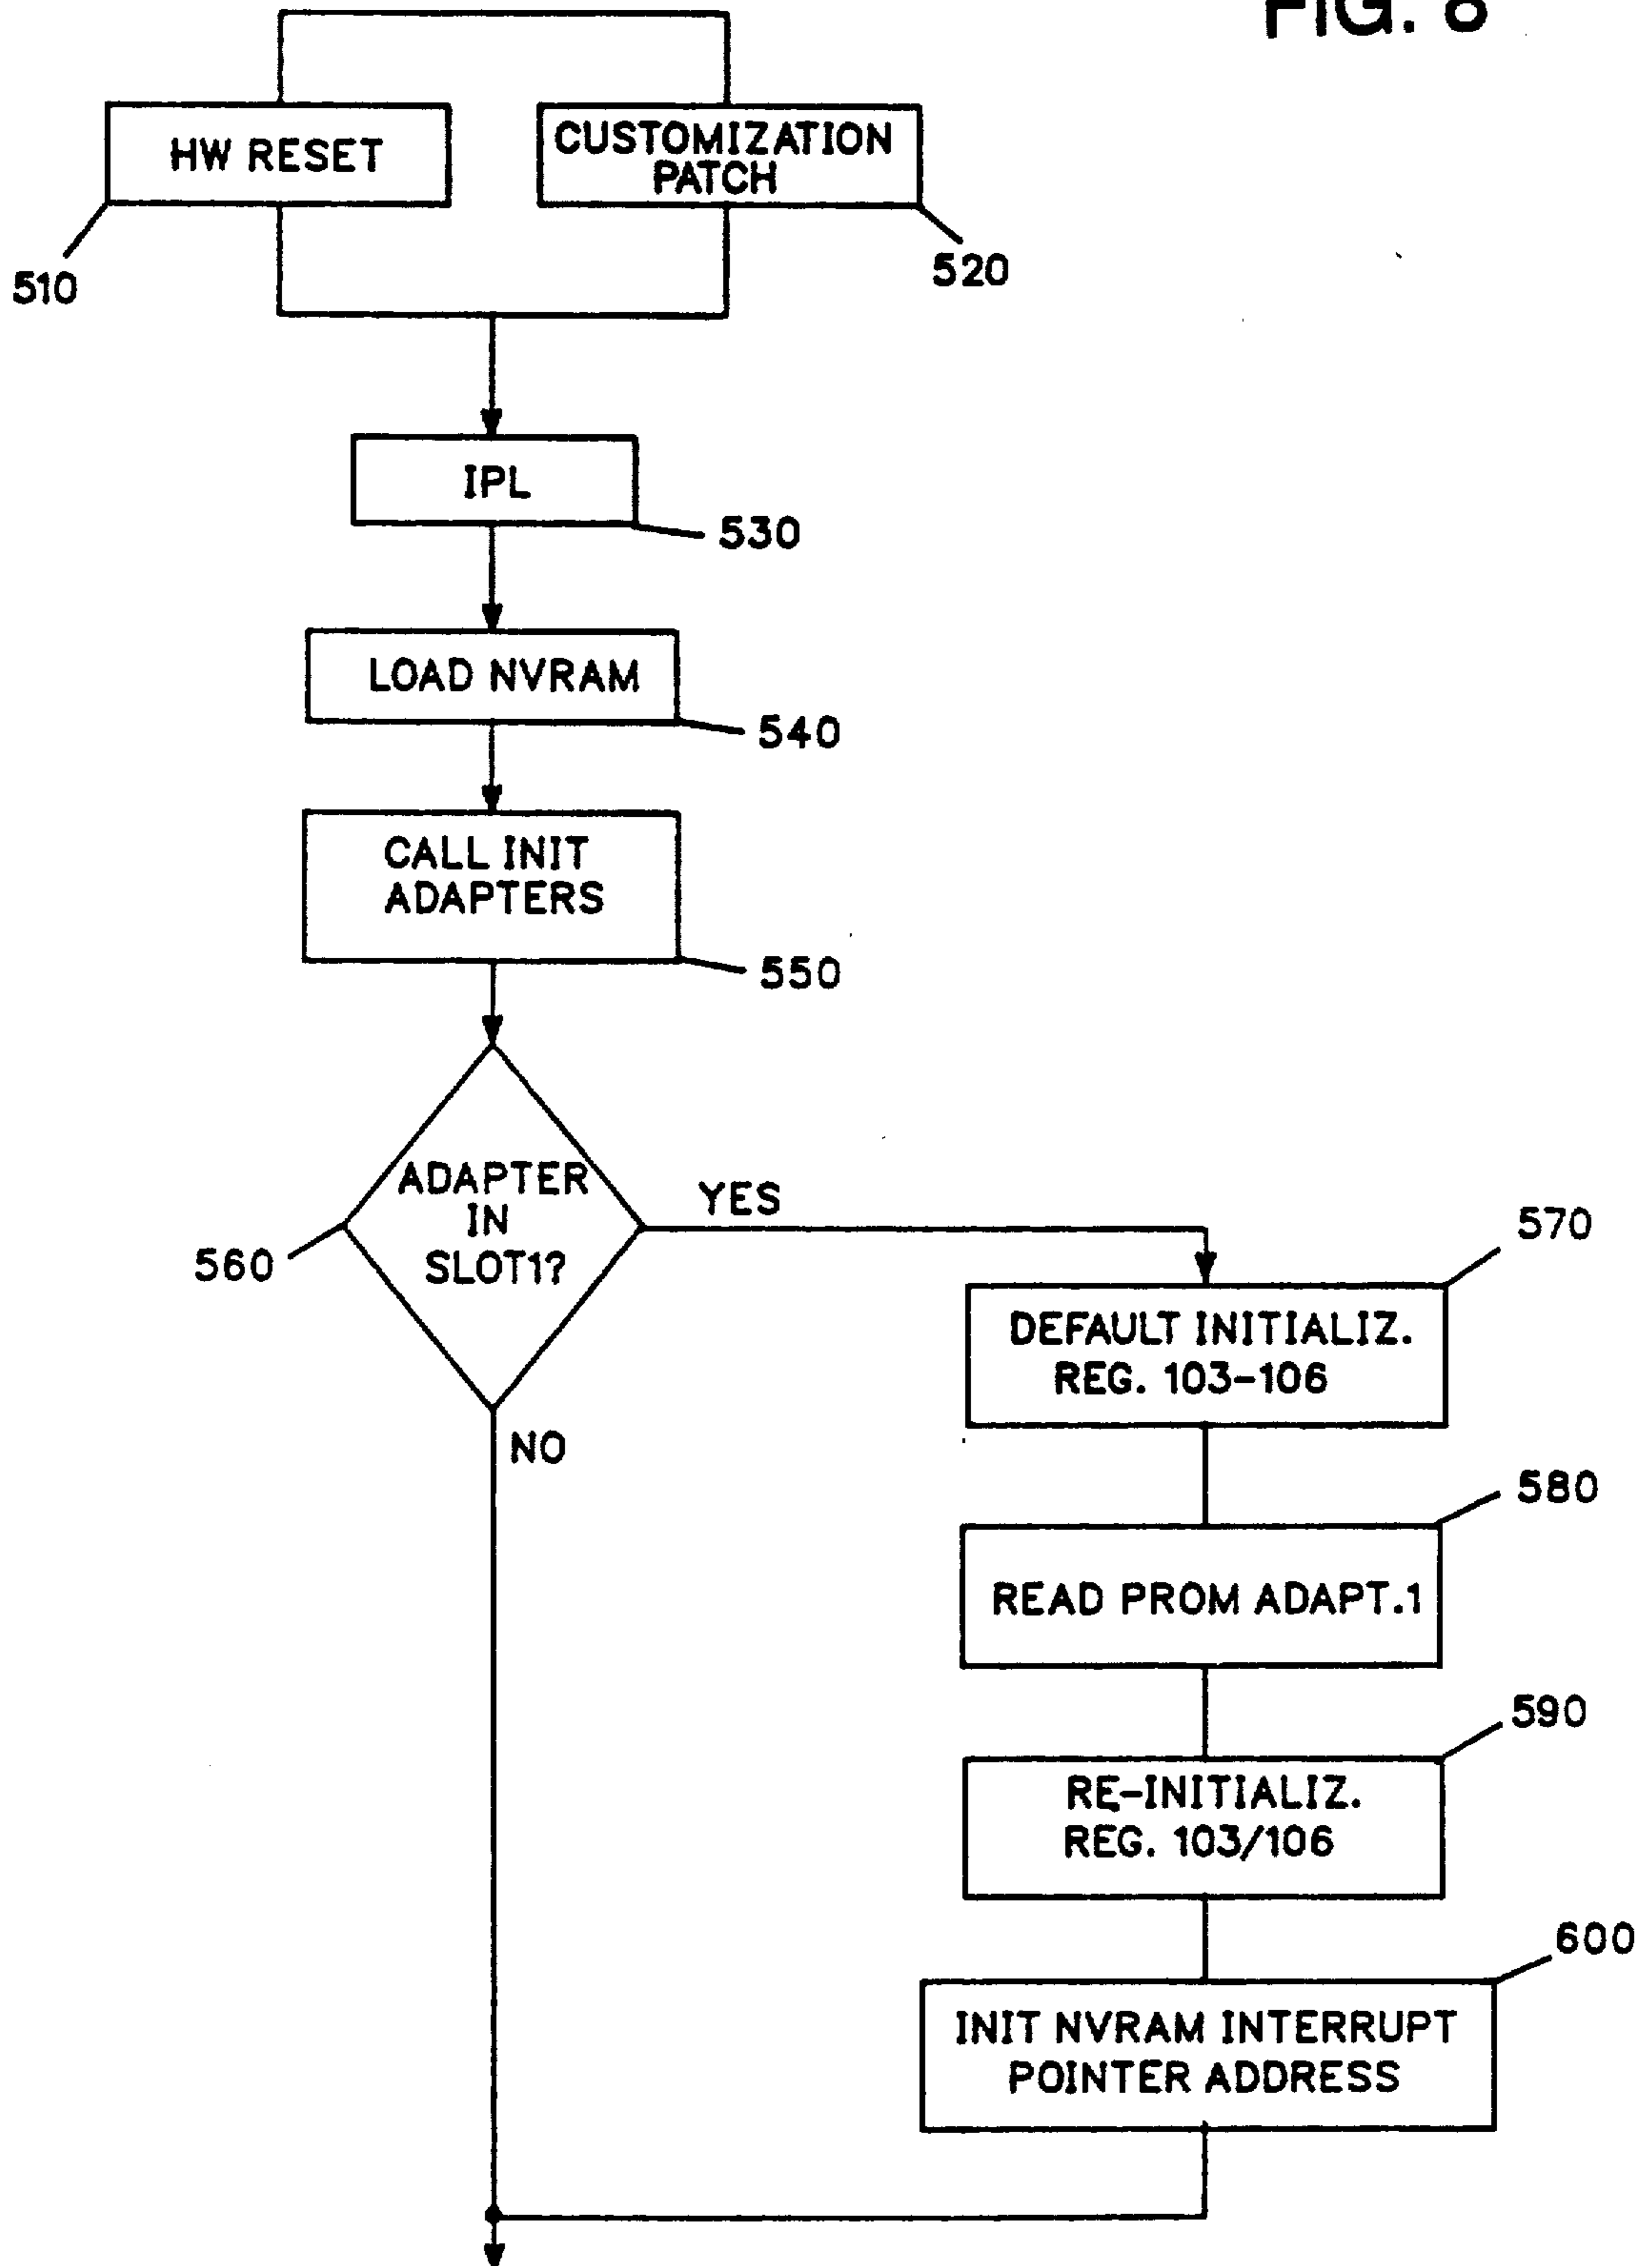 FIG. 8
HW RESET
CUSTOMIZATION
PATCH
510
520
IPL
530
LOAD NVRAM
540
CALL INIT
ADAPTERS
550
ADAPTER
IN
SLOT1?
560
YES
NO
570
DEFAULT INITIALIZ.
REG. 103-106
580
READ PROM ADAPT.1
590
RE-INITIALIZ.
REG. 103/106
600
INIT NVRAM INTERRUPT
POINTER ADDRESS